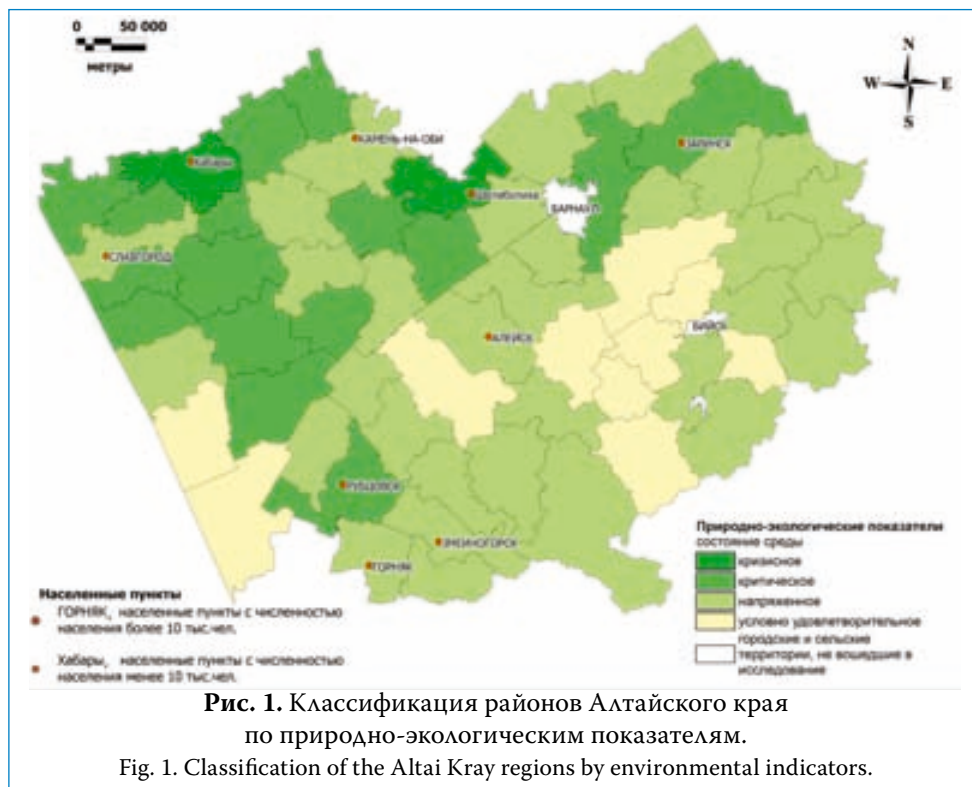 0 50 000
метры
N
W E
S
КАМЕНЬ-НА-ОБИ
Хабары
ЗАРИНСК
Шелаболиха
БАРНАУЛ
СЛАВГОРОД
БИЙСК
АЛЕЙСК
РУБЦОВСК
ЗМЕИНОГОРСК
ГОРНЯК
Природно-экологические показатели
состояние среды
кризисное
критическое
напряженное
условно удовлетворительное
городские и сельские
территории, не вошедшие в
исследование
Населенные пункты
ГОРНЯК, населенные пункты с численностью
населения более 10 тыс.чел.
Хабары, населенные пункты с численностью
населения менее 10 тыс.чел.
Рис. 1. Классификация районов Алтайского края
по природно-экологическим показателям.
Fig. 1. Classification of the Altai Kray regions by environmental indicators.